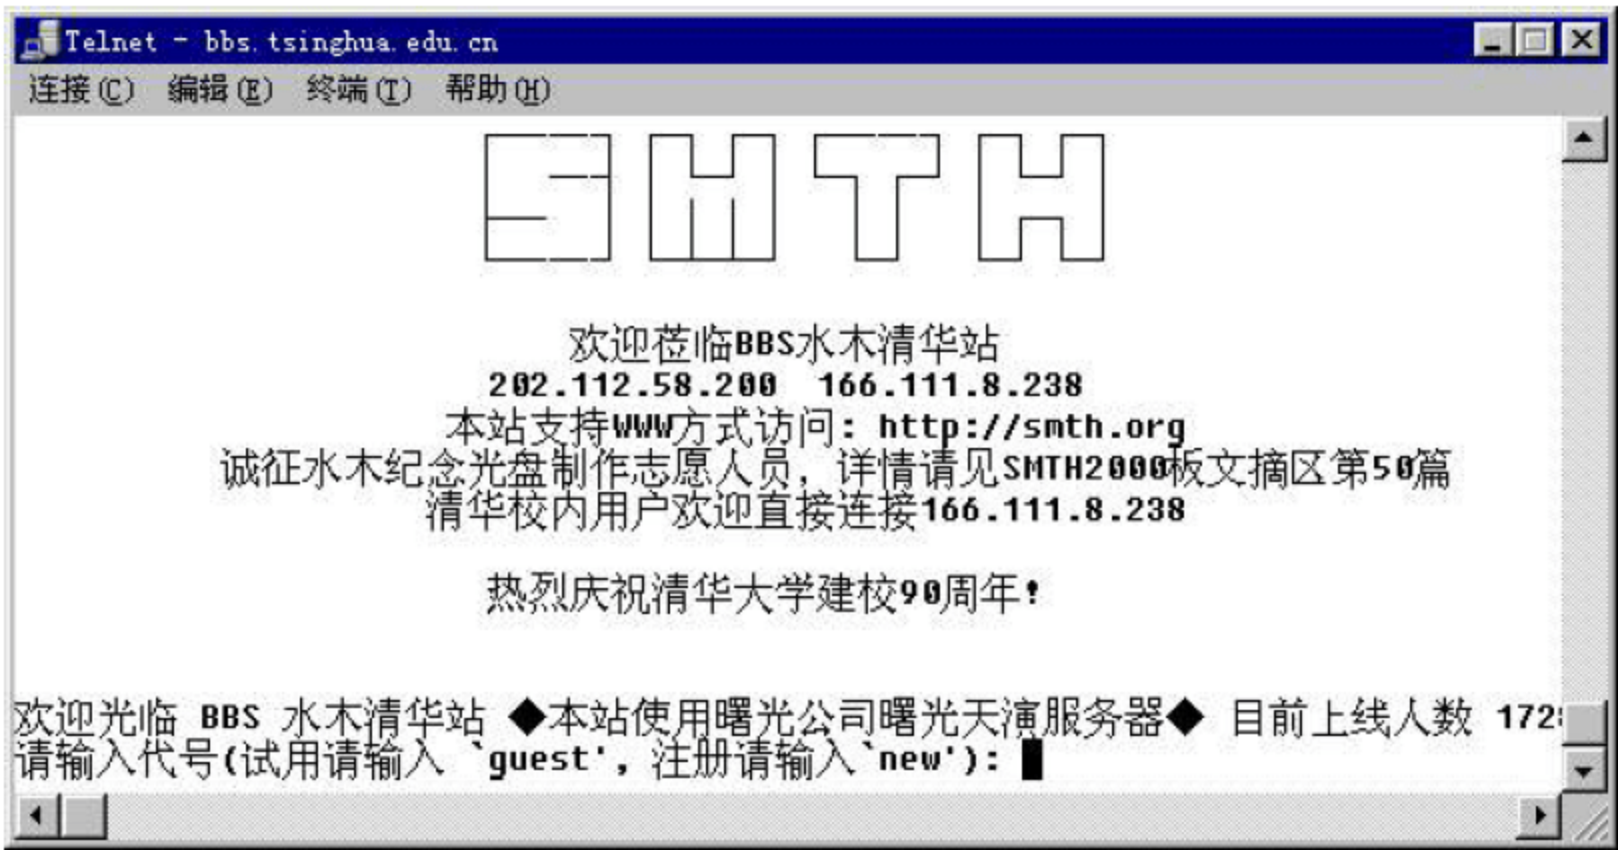 Telnet - bbs.tsinghua.edu.cn
连接(C) 编辑(E) 终端(T) 帮助(H)
SMTH
欢迎莅临BBS水木清华站
202.112.58.200 166.111.8.238
本站支持WWW方式访问: http://smth.org
诚征水木纪念光盘制作志愿人员, 详情请见SMTH2000板文摘区第50篇
清华校内用户欢迎直接连接166.111.8.238
热烈庆祝清华大学建校90周年!
欢迎光临 BBS 水木清华站 ◆本站使用曙光公司曙光天演服务器◆ 目前上线人数 172
请输入代号(试用请输入 `guest', 注册请输入`new'):